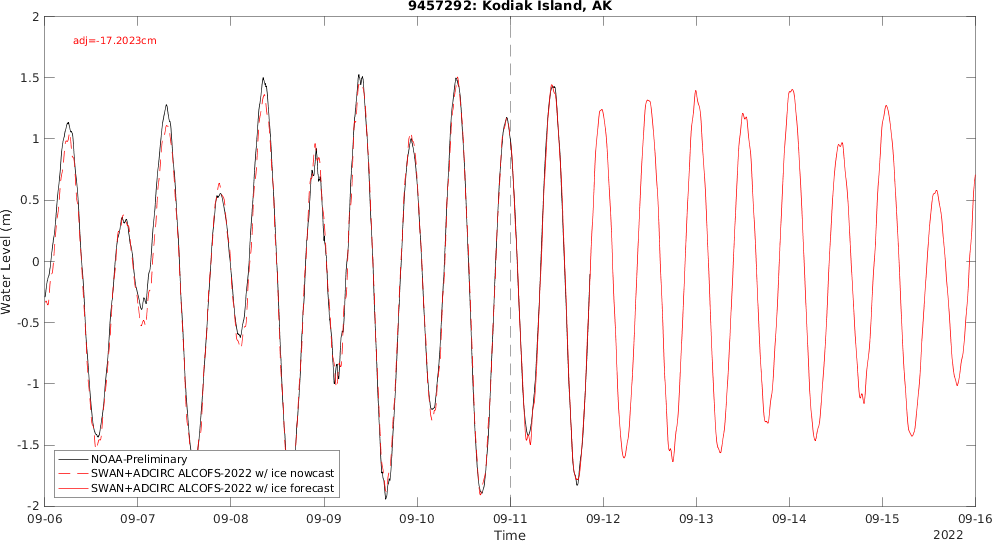 9457292: Kodiak Island, AK
adj=-17.2023cm
2
1.5
1
0.5
0
-0.5
-1
-1.5
-2
Water Level (m)
NOAA-Preliminary
SWAN+ADCIRC ALCOFS-2022 w/ ice nowcast
SWAN+ADCIRC ALCOFS-2022 w/ ice forecast
09-06 09-07 09-08 09-09 09-10 09-11 09-12 09-13 09-14 09-15 09-16
Time
2022